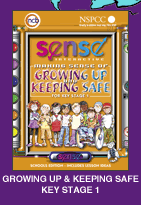 ncb
NSPCC
sense
INTERACTIVE
MAKING SENSE OF
GROWING UP
AND
KEEPING SAFE
FOR KEY STAGE 1
GROWING UP & KEEPING SAFE
KEY STAGE 1